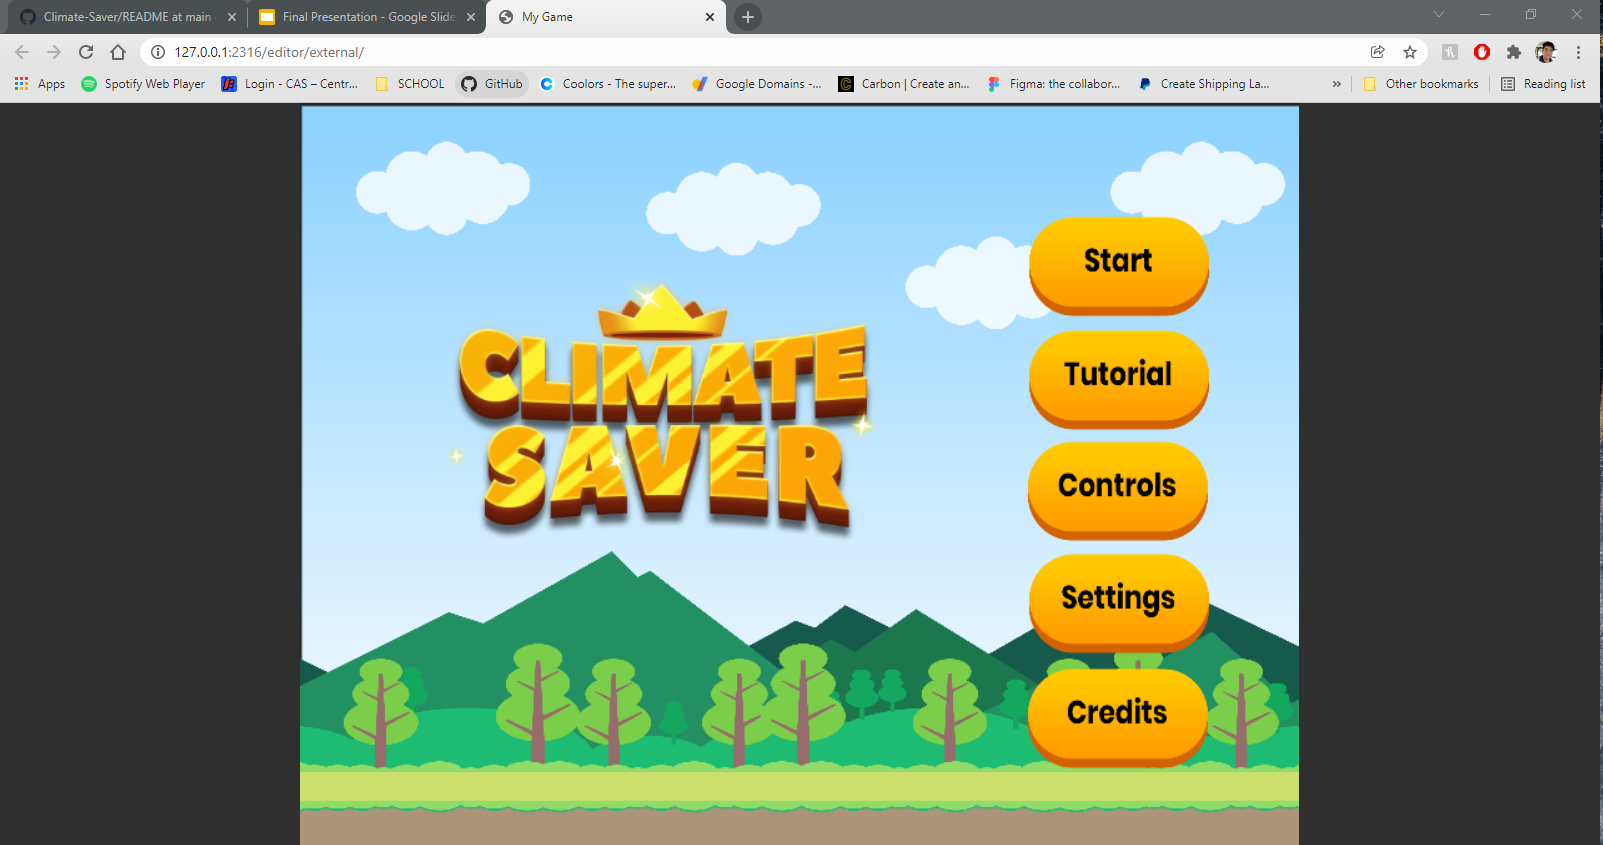 Climate-Saver/README at main
Final Presentation - Google Slide
My Game
127.0.0.1:2316/editor/external/
Apps
Spotify Web Player
Login - CAS – Centr...
SCHOOL
GitHub
Coolors - The super...
Google Domains -...
Carbon | Create an...
Figma: the collabor...
Create Shipping La...
»
Other bookmarks
Reading list
CLIMATE
SAVER
Start
Tutorial
Controls
Settings
Credits